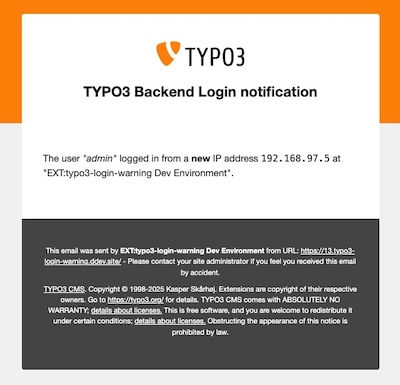 TYPO3
TYPO3 Backend Login notification
The user "admin" logged in from a new IP address 192.168.97.5 at
"EXT:typo3-login-warning Dev Environment".
This email was sent by EXT:typo3-login-warning Dev Environment from URL: https://13.typo3-
login-warning.ddev.site/ - Please contact your site administrator if you feel you received this email
by accident.
TYPO3 CMS. Copyright © 1998-2025 Kasper Skårhøj. Extensions are copyright of their respective
owners. Go to https://typo3.org/ for details. TYPO3 CMS comes with ABSOLUTELY NO
WARRANTY; details about licenses. This is free software, and you are welcome to redistribute it
under certain conditions; details about licenses. Obstructing the appearance of this notice is
prohibited by law.